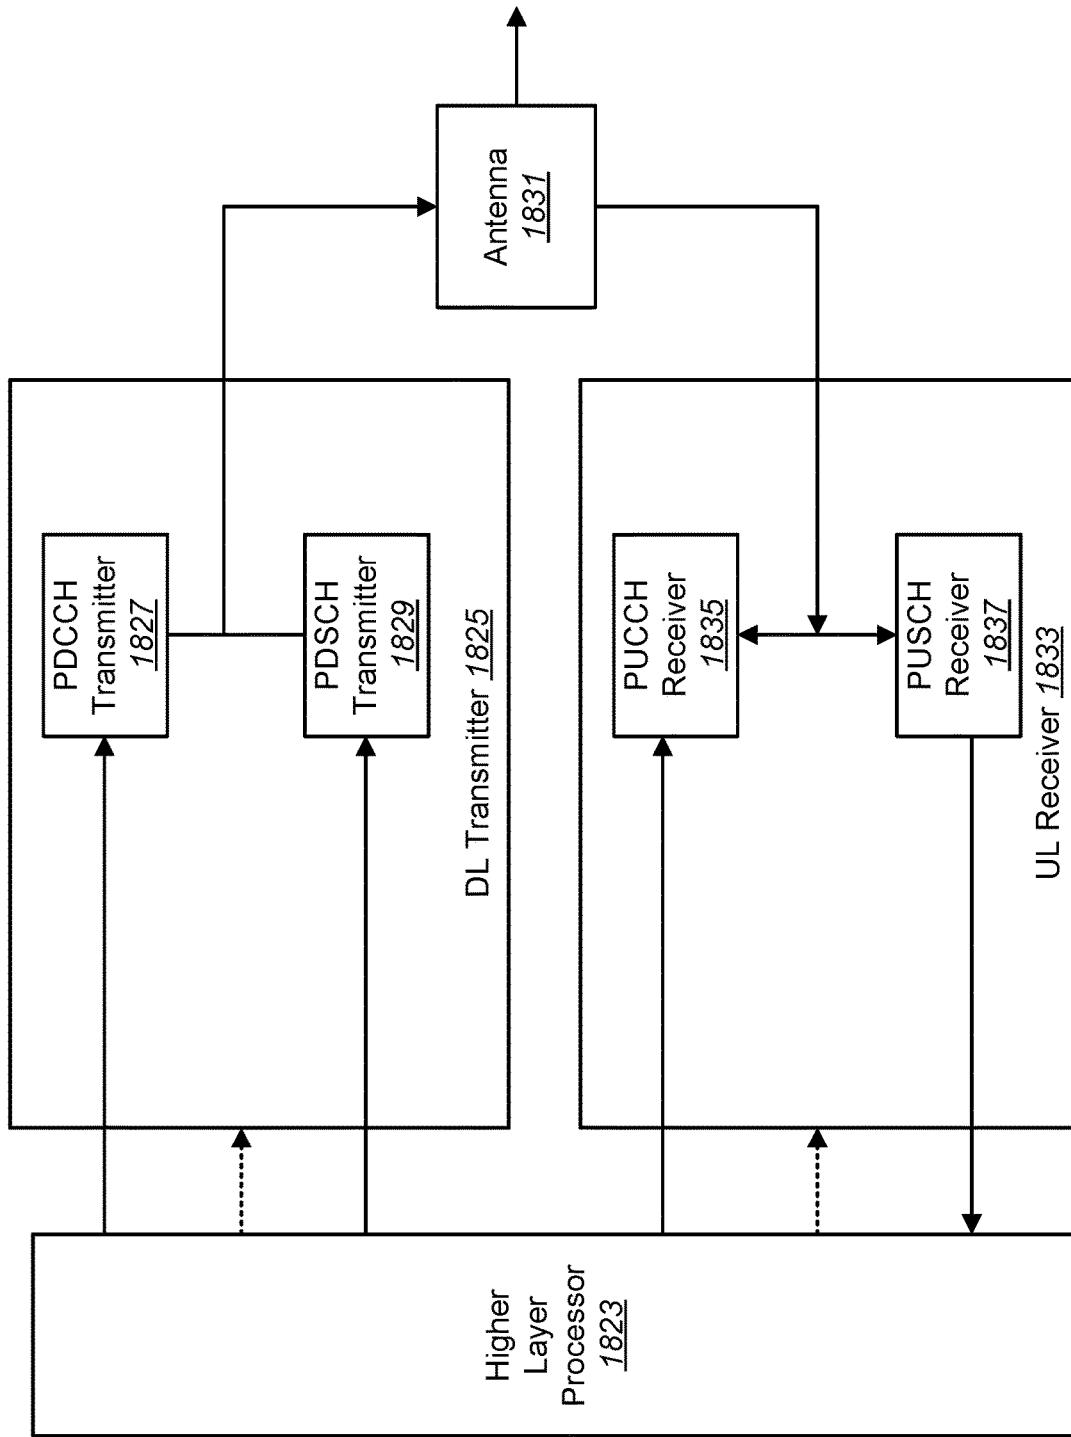 Higher
Layer
Processor
1823
PDCCH
Transmitter
1827
PDSCH
Transmitter
1829
DL Transmitter 1825
PUCCH
Receiver
1835
PUSCH
Receiver
1837
UL Receiver 1833
Antenna
1831